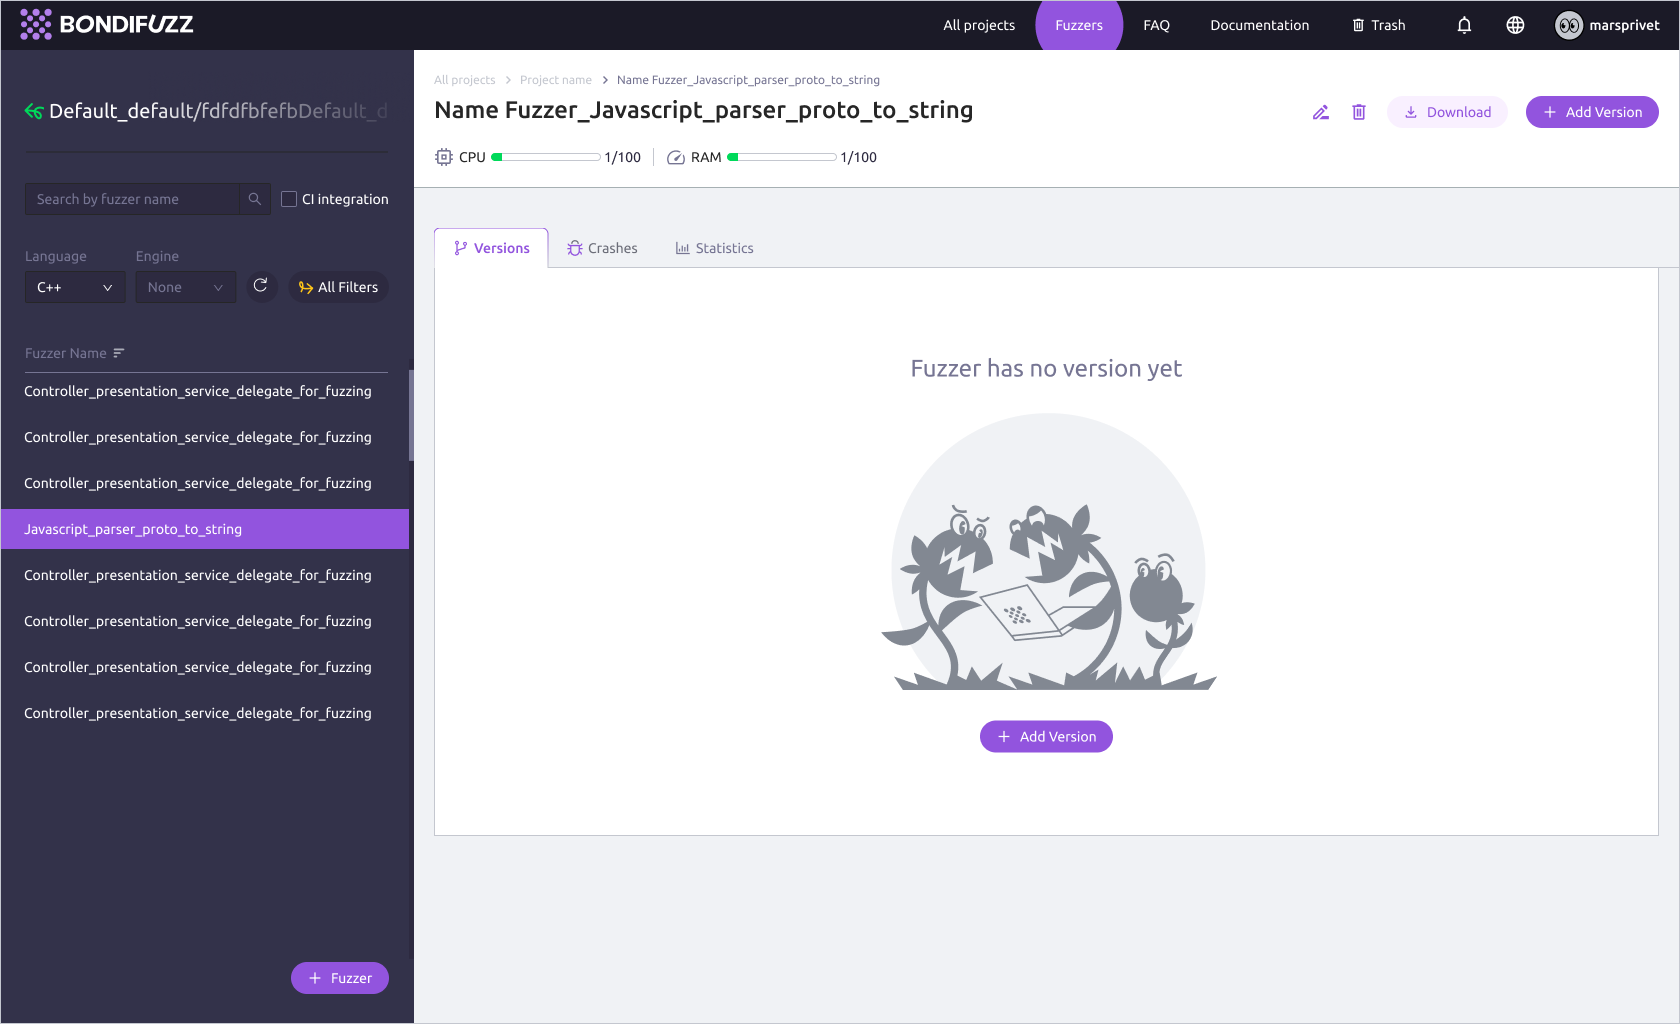 BONDIFUZZ
All projects
Fuzzers
FAQ
Documentation
Trash
marsprivet
Default_default/fdfdfbfefbDefault_d
Search by fuzzer name
CI integration
Language
Engine
C++
None
All Filters
Fuzzer Name
Controller_presentation_service_delegate_for_fuzzing
Controller_presentation_service_delegate_for_fuzzing
Controller_presentation_service_delegate_for_fuzzing
Javascript_parser_proto_to_string
Controller_presentation_service_delegate_for_fuzzing
Controller_presentation_service_delegate_for_fuzzing
Controller_presentation_service_delegate_for_fuzzing
Controller_presentation_service_delegate_for_fuzzing
Fuzzer
All projects > Project name > Name Fuzzer_Javascript_parser_proto_to_string
Name Fuzzer_Javascript_parser_proto_to_string
Download
Add Version
CPU 1/100
RAM 1/100
Versions
Crashes
Statistics
Fuzzer has no version yet
Add Version